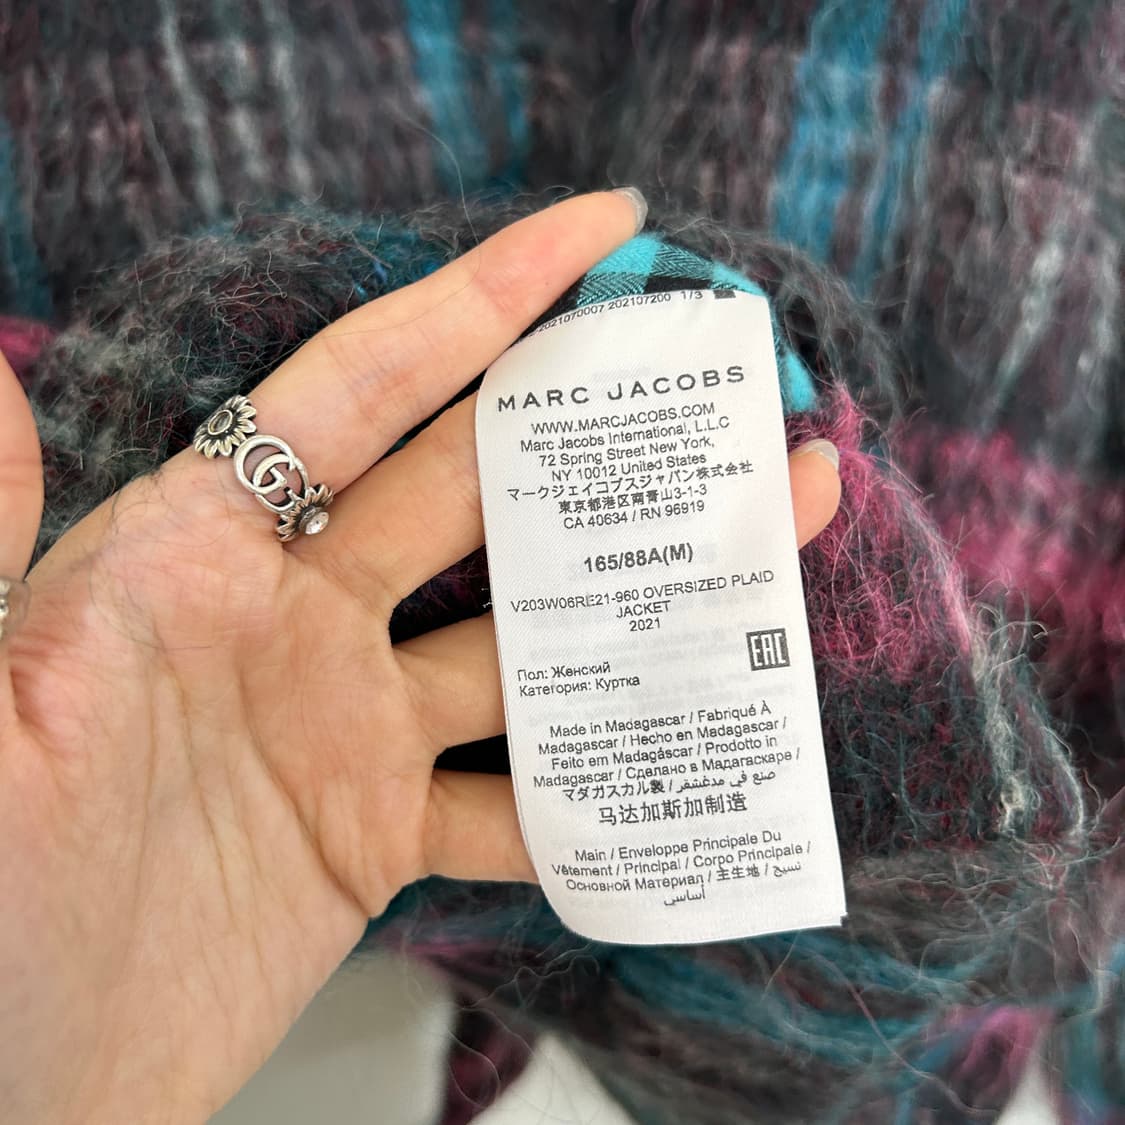 2021070007 202107200 1/3
MARC JACOBS
WWW.MARCJACOBS.COM
Marc Jacobs International, L.L.C
72 Spring Street New York,
NY 10012 United States
マークジェイコブスジャパン株式会社
東京都港区南青山3-1-3
CA 40634 / RN 96919
165/88A(M)
V203W06RE21-960 OVERSIZED PLAID
JACKET
2021
EAC
Пол: Женский
Категория: Куртка
Made in Madagascar / Fabriqué À
Madagascar / Hecho en Madagascar /
Feito em Madagáscar / Prodotto in
Madagascar / Сделано в Мадагаскаре /
マダガスカル製 / صنع في مدغشقر
马达加斯加制造
Main / Enveloppe Principale Du
Vêtement / Principal / Corpo Principale /
Основной Материал / 主生地 / نسيج
أساسي